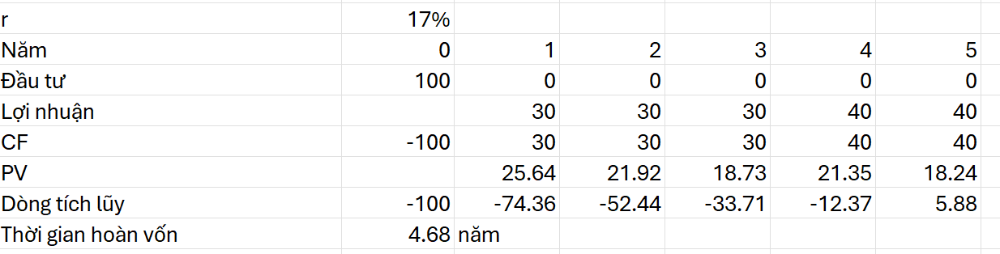 r 17%
Năm 0 1 2 3 4 5
Đầu tư 100 0 0 0 0 0
Lợi nhuận 30 30 30 40 40
CF -100 30 30 30 40 40
PV 25.64 21.92 18.73 21.35 18.24
Dòng tích lũy -100 -74.36 -52.44 -33.71 -12.37 5.88
Thời gian hoàn vốn 4.68 năm